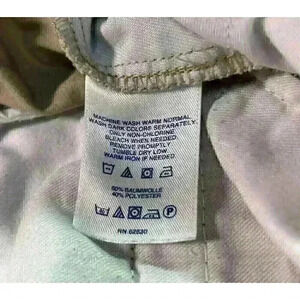 MACHINE WASH WARM NORMAL
WASH DARK COLORS SEPARATELY.
ONLY NON-CHLORINE
BLEACH WHEN NEEDED.
REMOVE PROMPTLY
TUMBLE DRY LOW.
WARM IRON IF NEEDED
60% BAUMWOLLE
40% POLYESTER
P
RN 62830